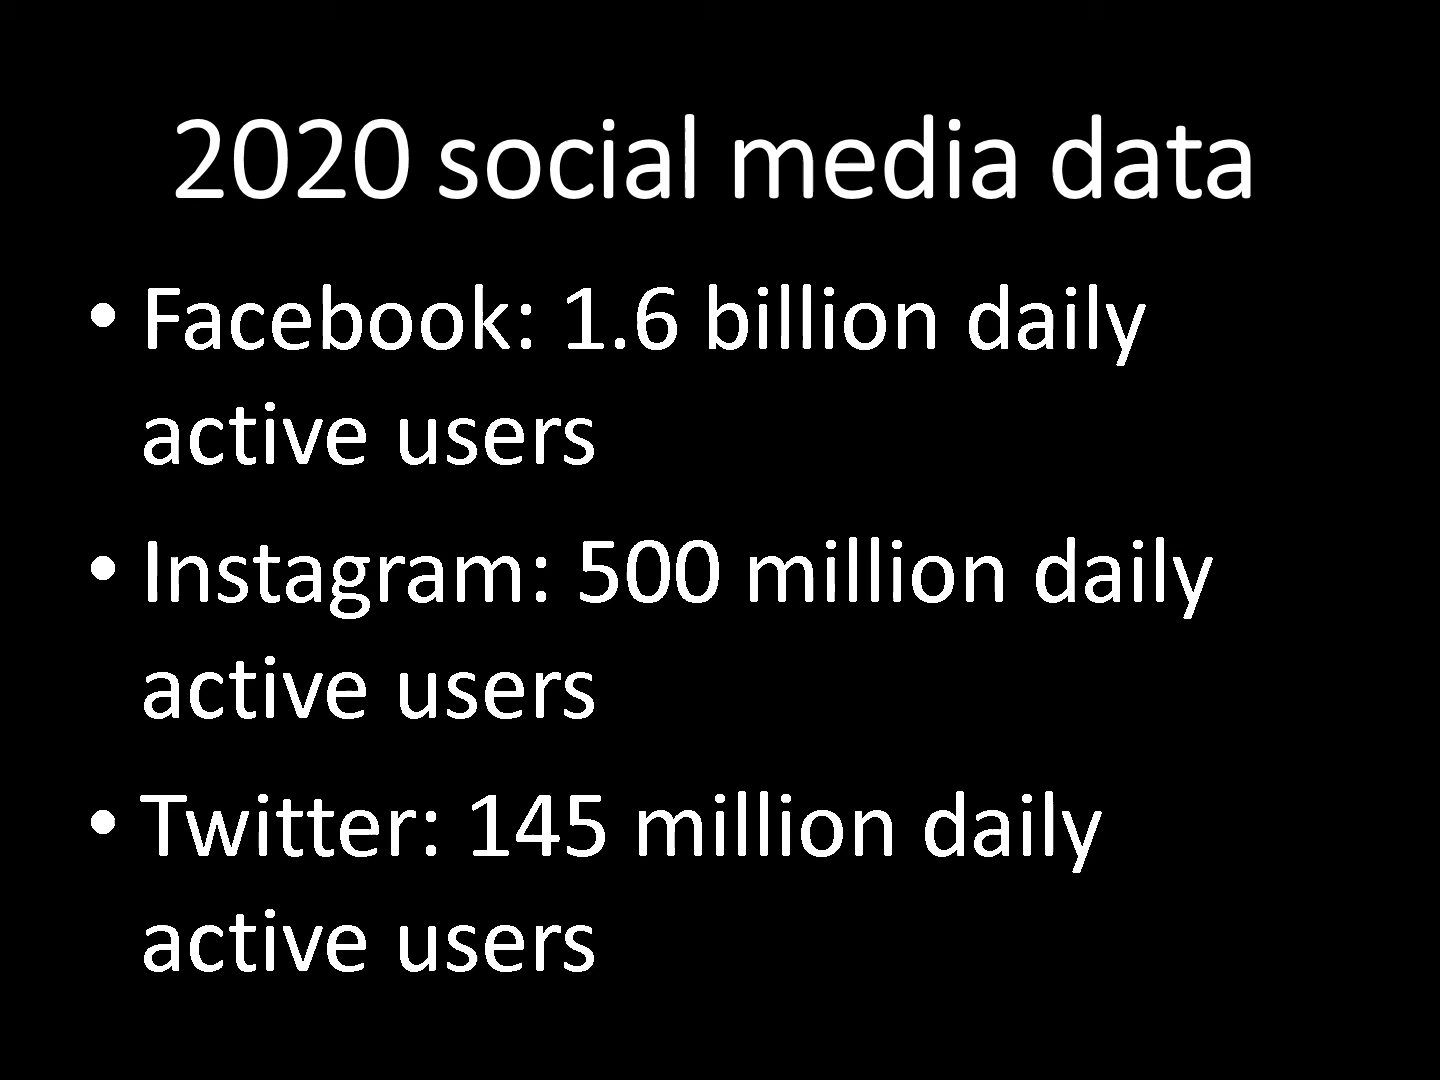 2020 social media data
• Facebook: 1.6 billion daily
active users
• Instagram: 500 million daily
active users
• Twitter: 145 million daily
active users